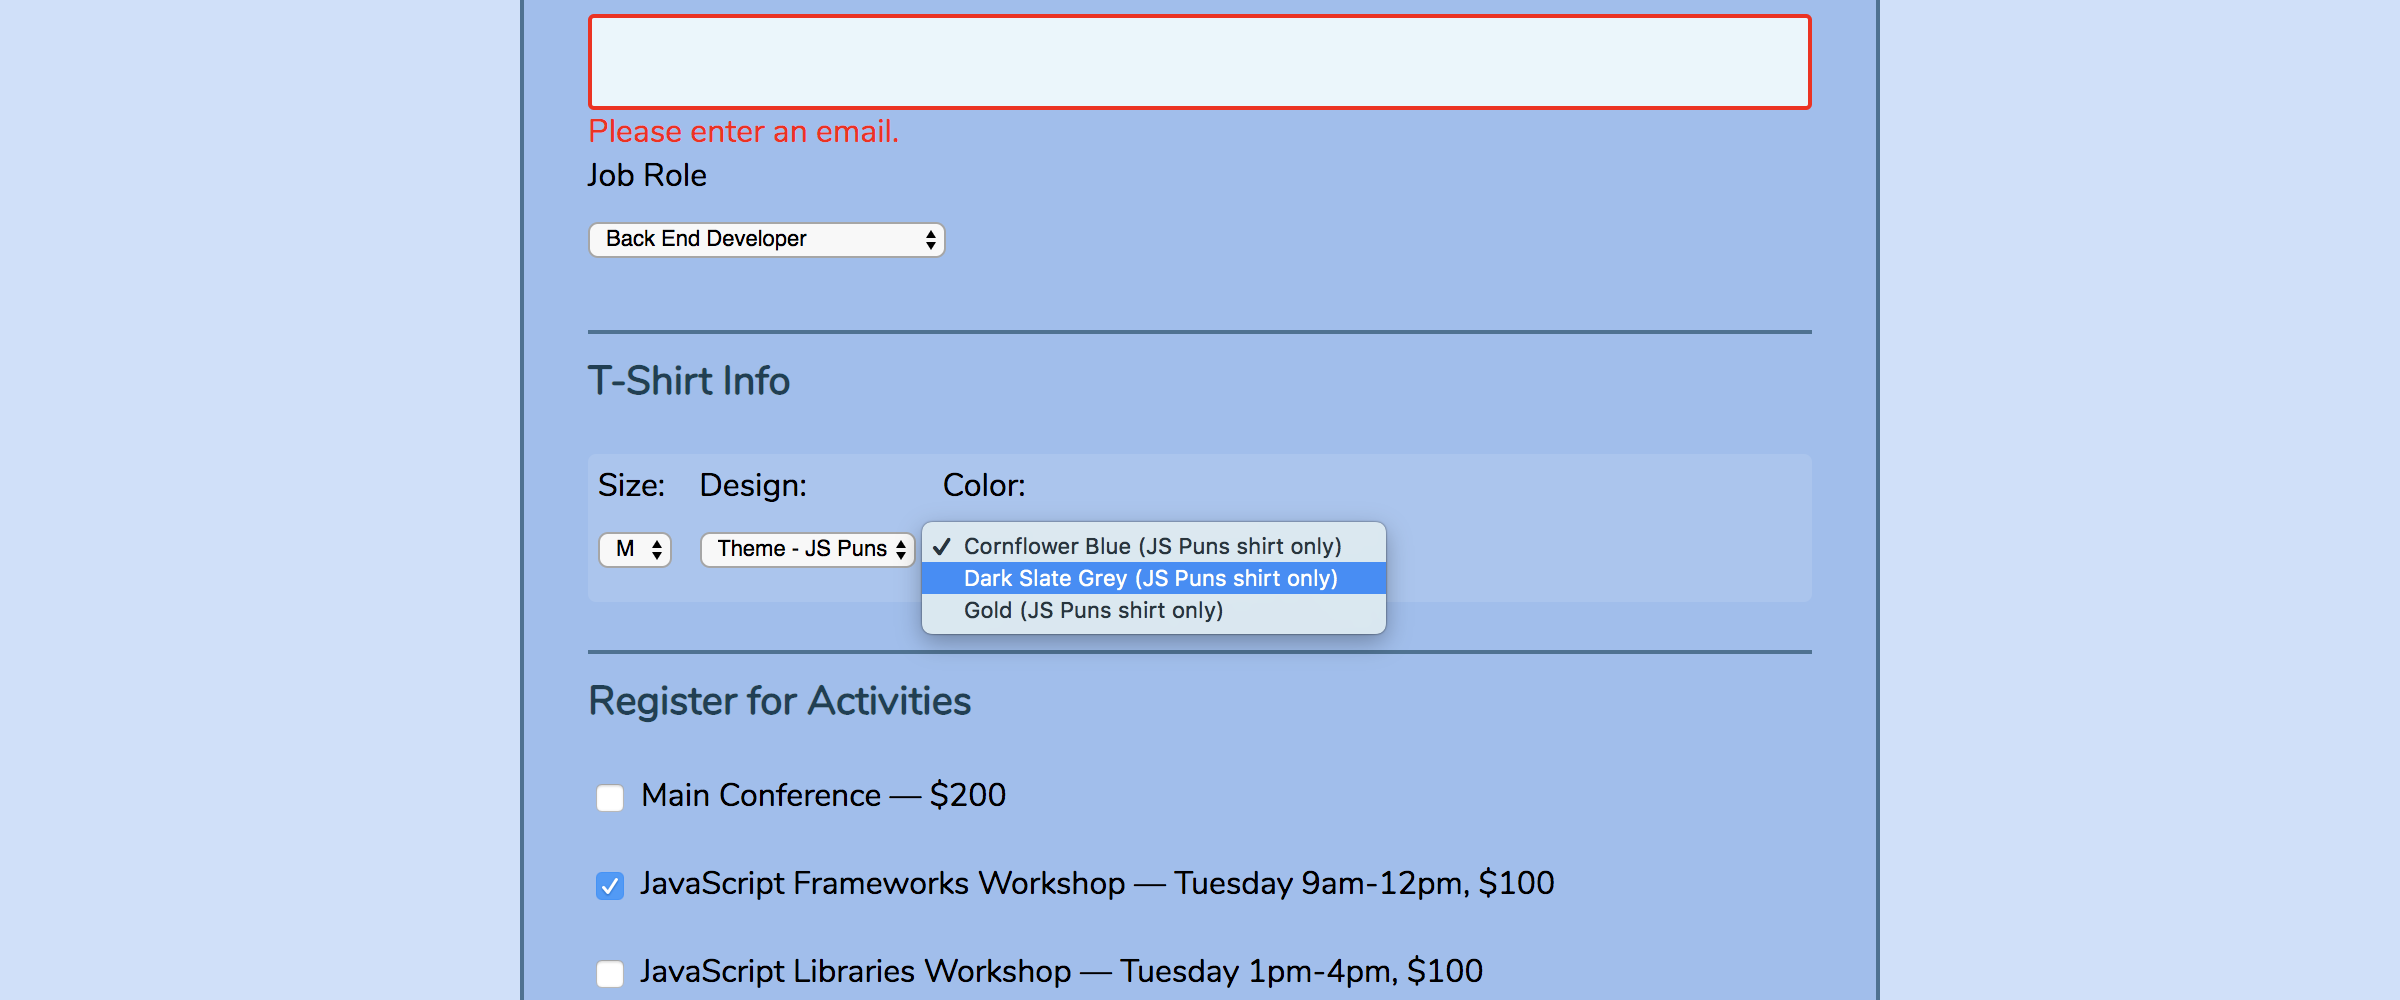 Please enter an email.
Job Role
Back End Developer
T-Shirt Info
Size: Design: Color:
M Theme - JS Puns
✓ Cornflower Blue (JS Puns shirt only)
Dark Slate Grey (JS Puns shirt only)
Gold (JS Puns shirt only)
Register for Activities
Main Conference — $200
JavaScript Frameworks Workshop — Tuesday 9am-12pm, $100
JavaScript Libraries Workshop — Tuesday 1pm-4pm, $100